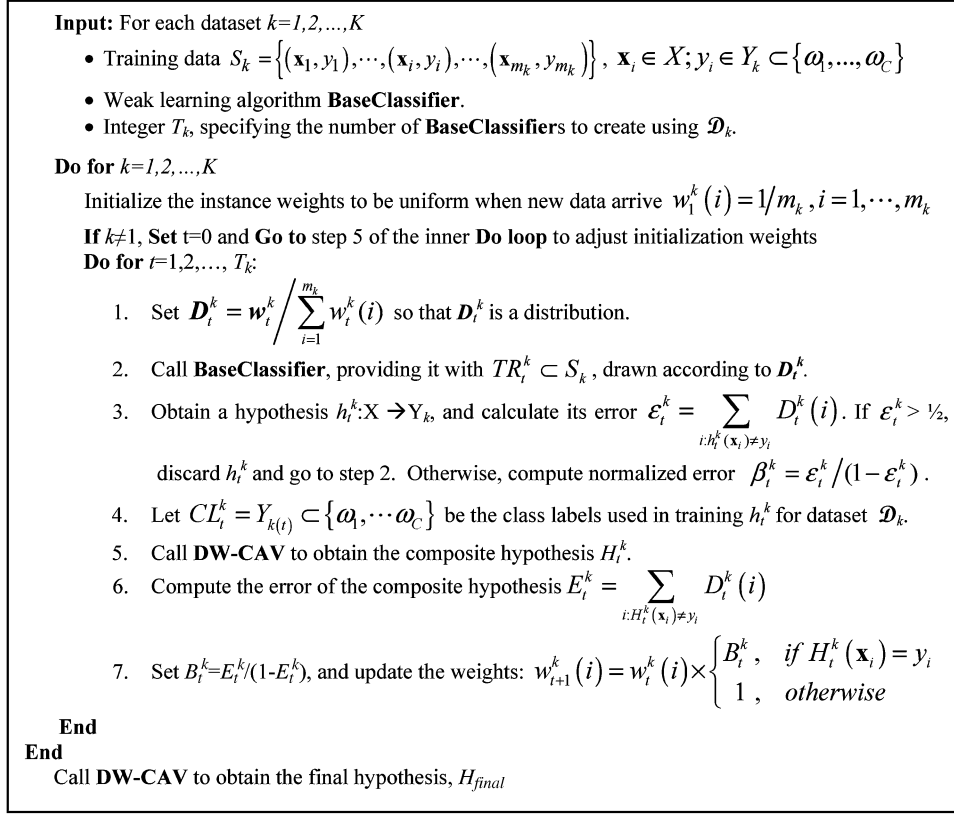 Input: For each dataset k=1,2,…,K
• Training data S_k = {(x_1, y_1),⋯,(x_i, y_i),⋯,(x_{m_k}, y_{m_k})}, x_i ∈ X; y_i ∈ Y_k ⊂ {ω_1,...,ω_C}
• Weak learning algorithm BaseClassifier.
• Integer T_k, specifying the number of BaseClassifiers to create using 𝒟_k.
Do for k=1,2,…,K
Initialize the instance weights to be uniform when new data arrive w_1^k(i) = 1/m_k, i = 1,⋯,m_k
If k≠1, Set t=0 and Go to step 5 of the inner Do loop to adjust initialization weights
Do for t=1,2,…, T_k:
1. Set D_t^k = w_t^k / ∑_{i=1}^{m_k} w_t^k(i) so that D_t^k is a distribution.
2. Call BaseClassifier, providing it with TR_t^k ⊂ S_k, drawn according to D_t^k.
3. Obtain a hypothesis h_t^k:X →Y_k, and calculate its error ε_t^k = ∑_{i:h_t^k(x_i)≠y_i} D_t^k(i). If ε_t^k > ½,
discard h_t^k and go to step 2. Otherwise, compute normalized error β_t^k = ε_t^k/(1−ε_t^k).
4. Let CL_t^k = Y_{k(t)} ⊂ {ω_1,⋯ω_C} be the class labels used in training h_t^k for dataset 𝒟_k.
5. Call DW-CAV to obtain the composite hypothesis H_t^k.
6. Compute the error of the composite hypothesis E_t^k = ∑_{i:H_t^k(x_i)≠y_i} D_t^k(i)
7. Set B_t^k=E_t^k/(1-E_t^k), and update the weights: w_{t+1}^k(i) = w_t^k(i) × { B_t^k, if H_t^k(x_i) = y_i
1, otherwise
End
End
Call DW-CAV to obtain the final hypothesis, H_final